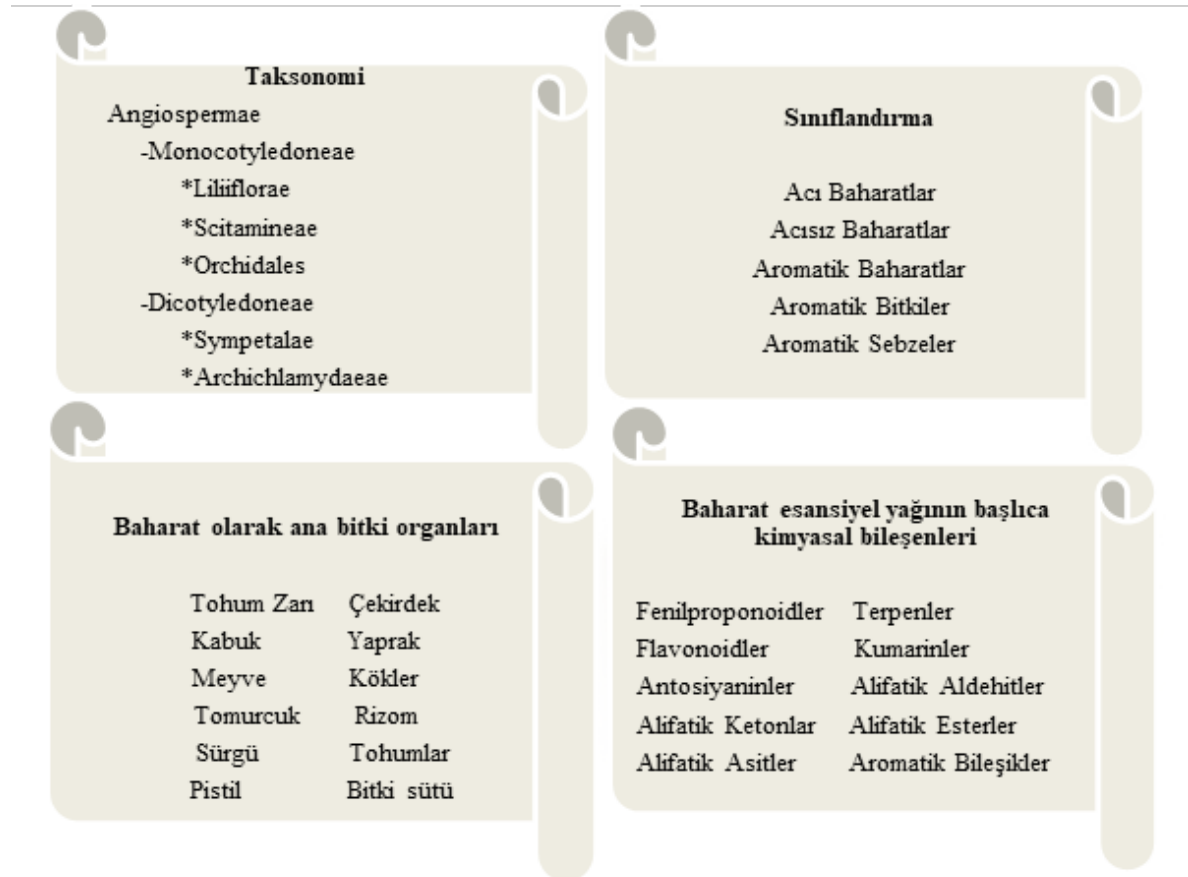 Taksonomi
Angiospermae
-Monocotyledoneae
*Liliiflorae
*Scitamineae
*Orchidales
-Dicotyledoneae
*Sympetalae
*Archichlamydaeae
Sınıflandırma
Acı Baharatlar
Acısız Baharatlar
Aromatik Baharatlar
Aromatik Bitkiler
Aromatik Sebzeler
Baharat olarak ana bitki organları
Tohum Zarı Çekirdek
Kabuk Yaprak
Meyve Kökler
Tomurcuk Rizom
Sürgü Tohumlar
Pistil Bitki sütü
Baharat esansiyel yağının başlıca
kimyasal bileşenleri
Fenilproponoidler Terpenler
Flavonoidler Kumarinler
Antosiyaninler Alifatik Aldehitler
Alifatik Ketonlar Alifatik Esterler
Alifatik Asitler Aromatik Bileşikler